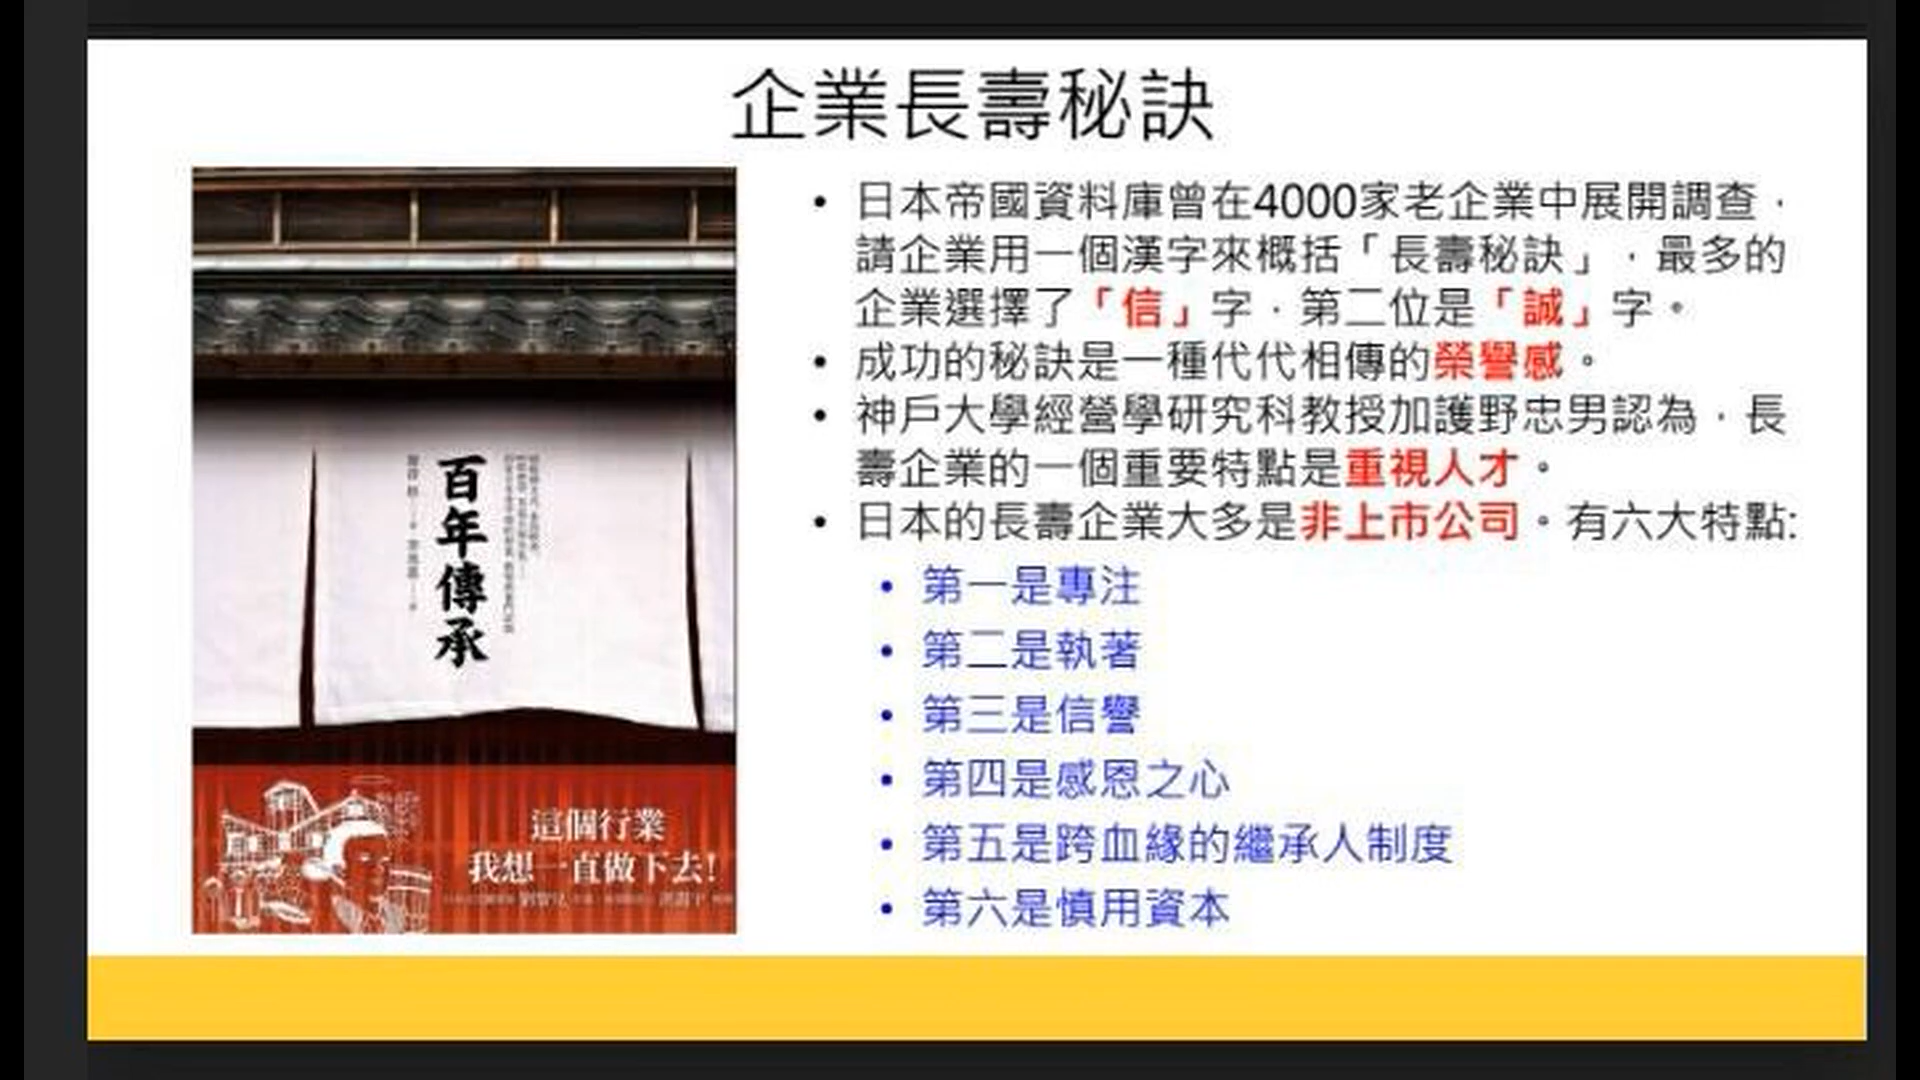 企業長壽秘訣
• 日本帝國資料庫曾在4000家老企業中展開調查，
請企業用一個漢字來概括「長壽秘訣」，最多的
企業選擇了「信」字，第二位是「誠」字。
• 成功的秘訣是一種代代相傳的榮譽感。
• 神戶大學經營學研究科教授加護野忠男認為，長
壽企業的一個重要特點是重視人才。
• 日本的長壽企業大多是非上市公司。有六大特點:
• 第一是專注
• 第二是執著
• 第三是信譽
• 第四是感恩之心
• 第五是跨血緣的繼承人制度
• 第六是慎用資本
百年傳承
這個行業
我想一直做下去！